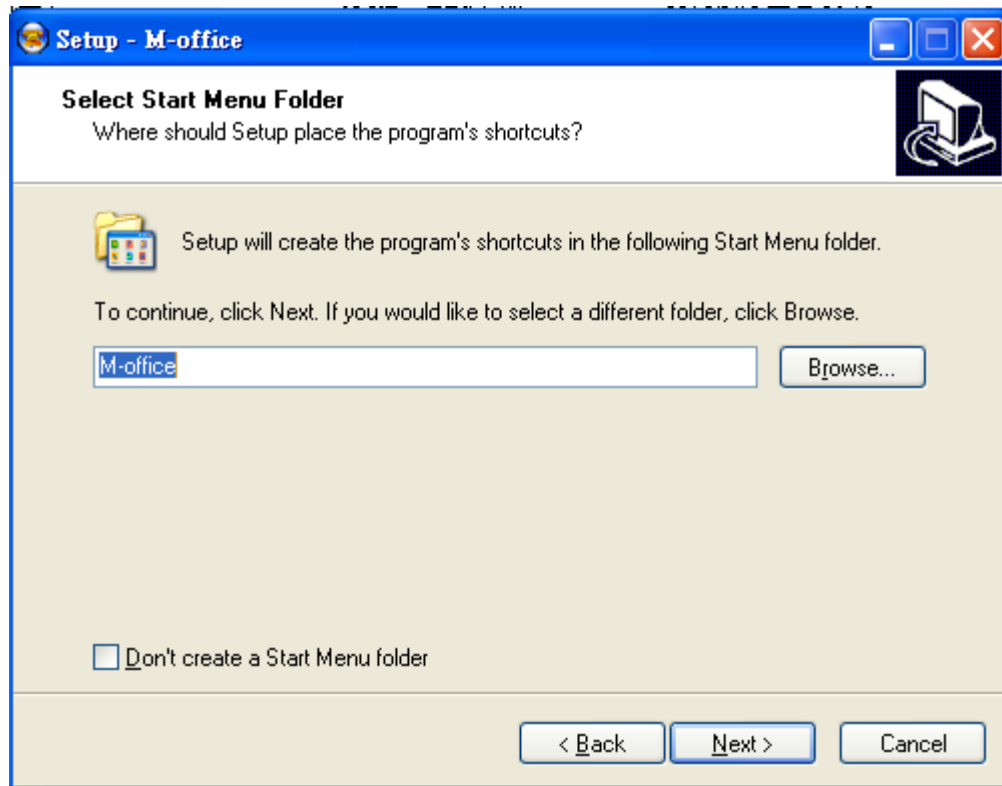 Setup - M-office
Select Start Menu Folder
Where should Setup place the program's shortcuts?
Setup will create the program's shortcuts in the following Start Menu folder.
To continue, click Next. If you would like to select a different folder, click Browse.
M-office
Browse...
Don't create a Start Menu folder
< Back
Next >
Cancel